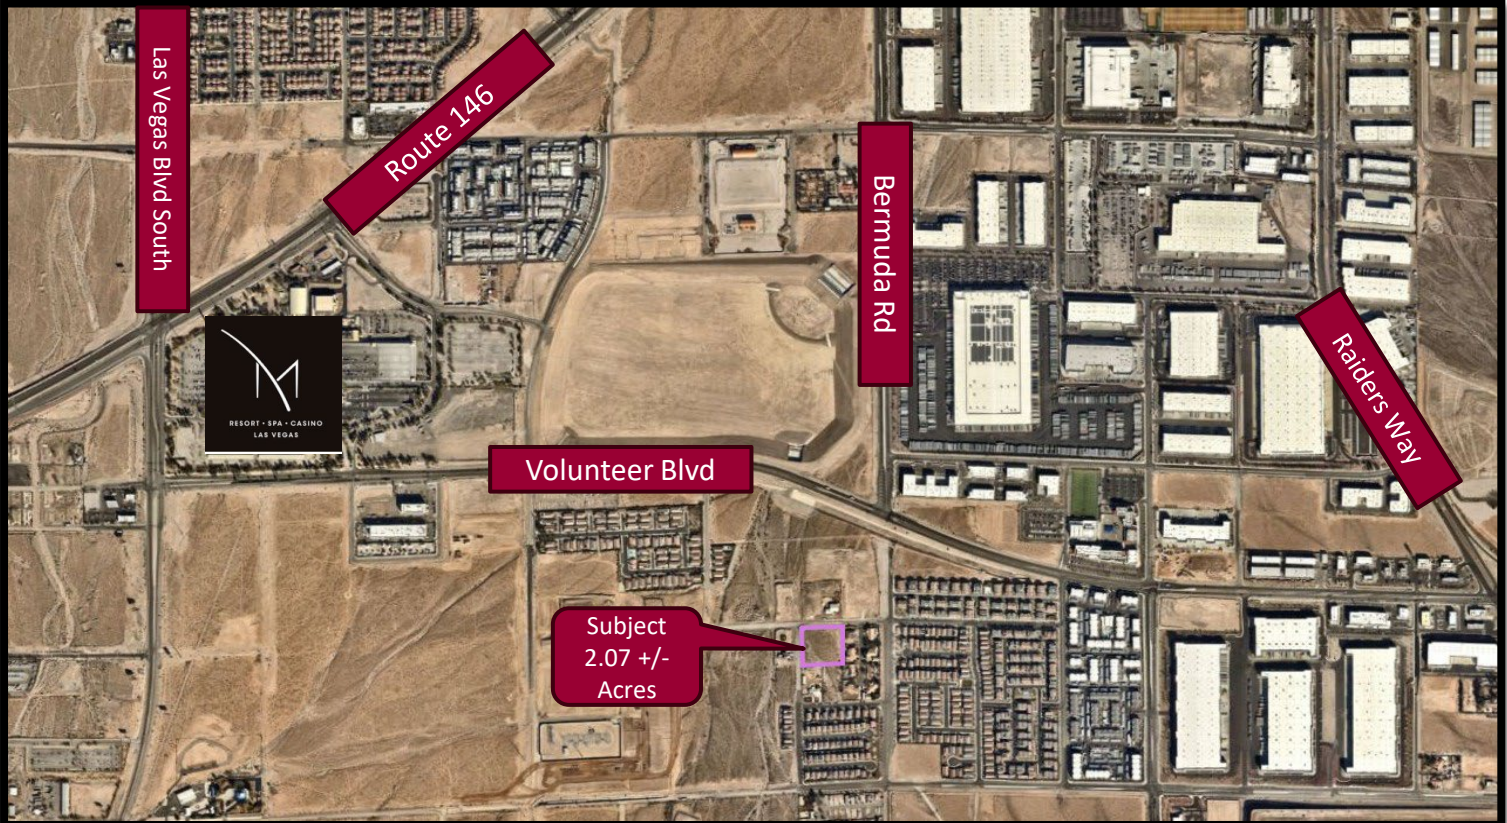 Las Vegas Blvd South
Route 146
Bermuda Rd
Raiders Way
M
RESORT • SPA • CASINO
LAS VEGAS
Volunteer Blvd
Subject
2.07 +/-
Acres